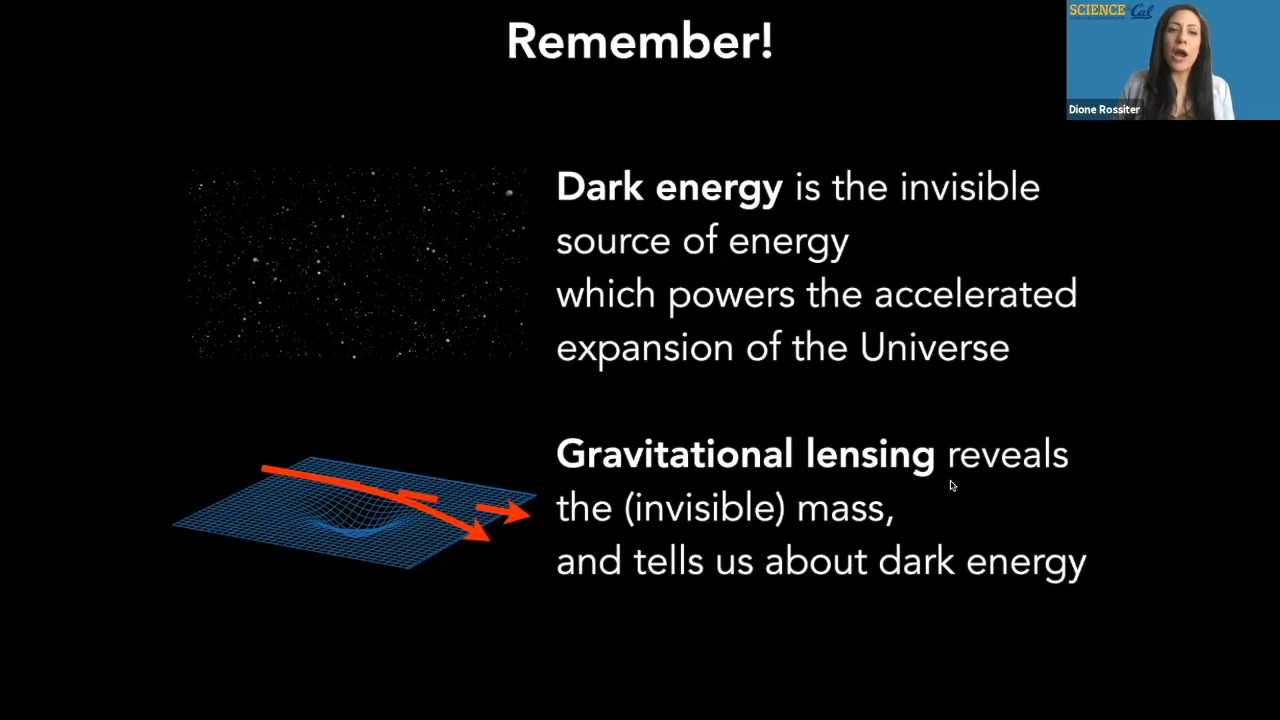 Remember!
SCIENCE Cal
Dione Rossiter
Dark energy is the invisible
source of energy
which powers the accelerated
expansion of the Universe
Gravitational lensing reveals
the (invisible) mass,
and tells us about dark energy